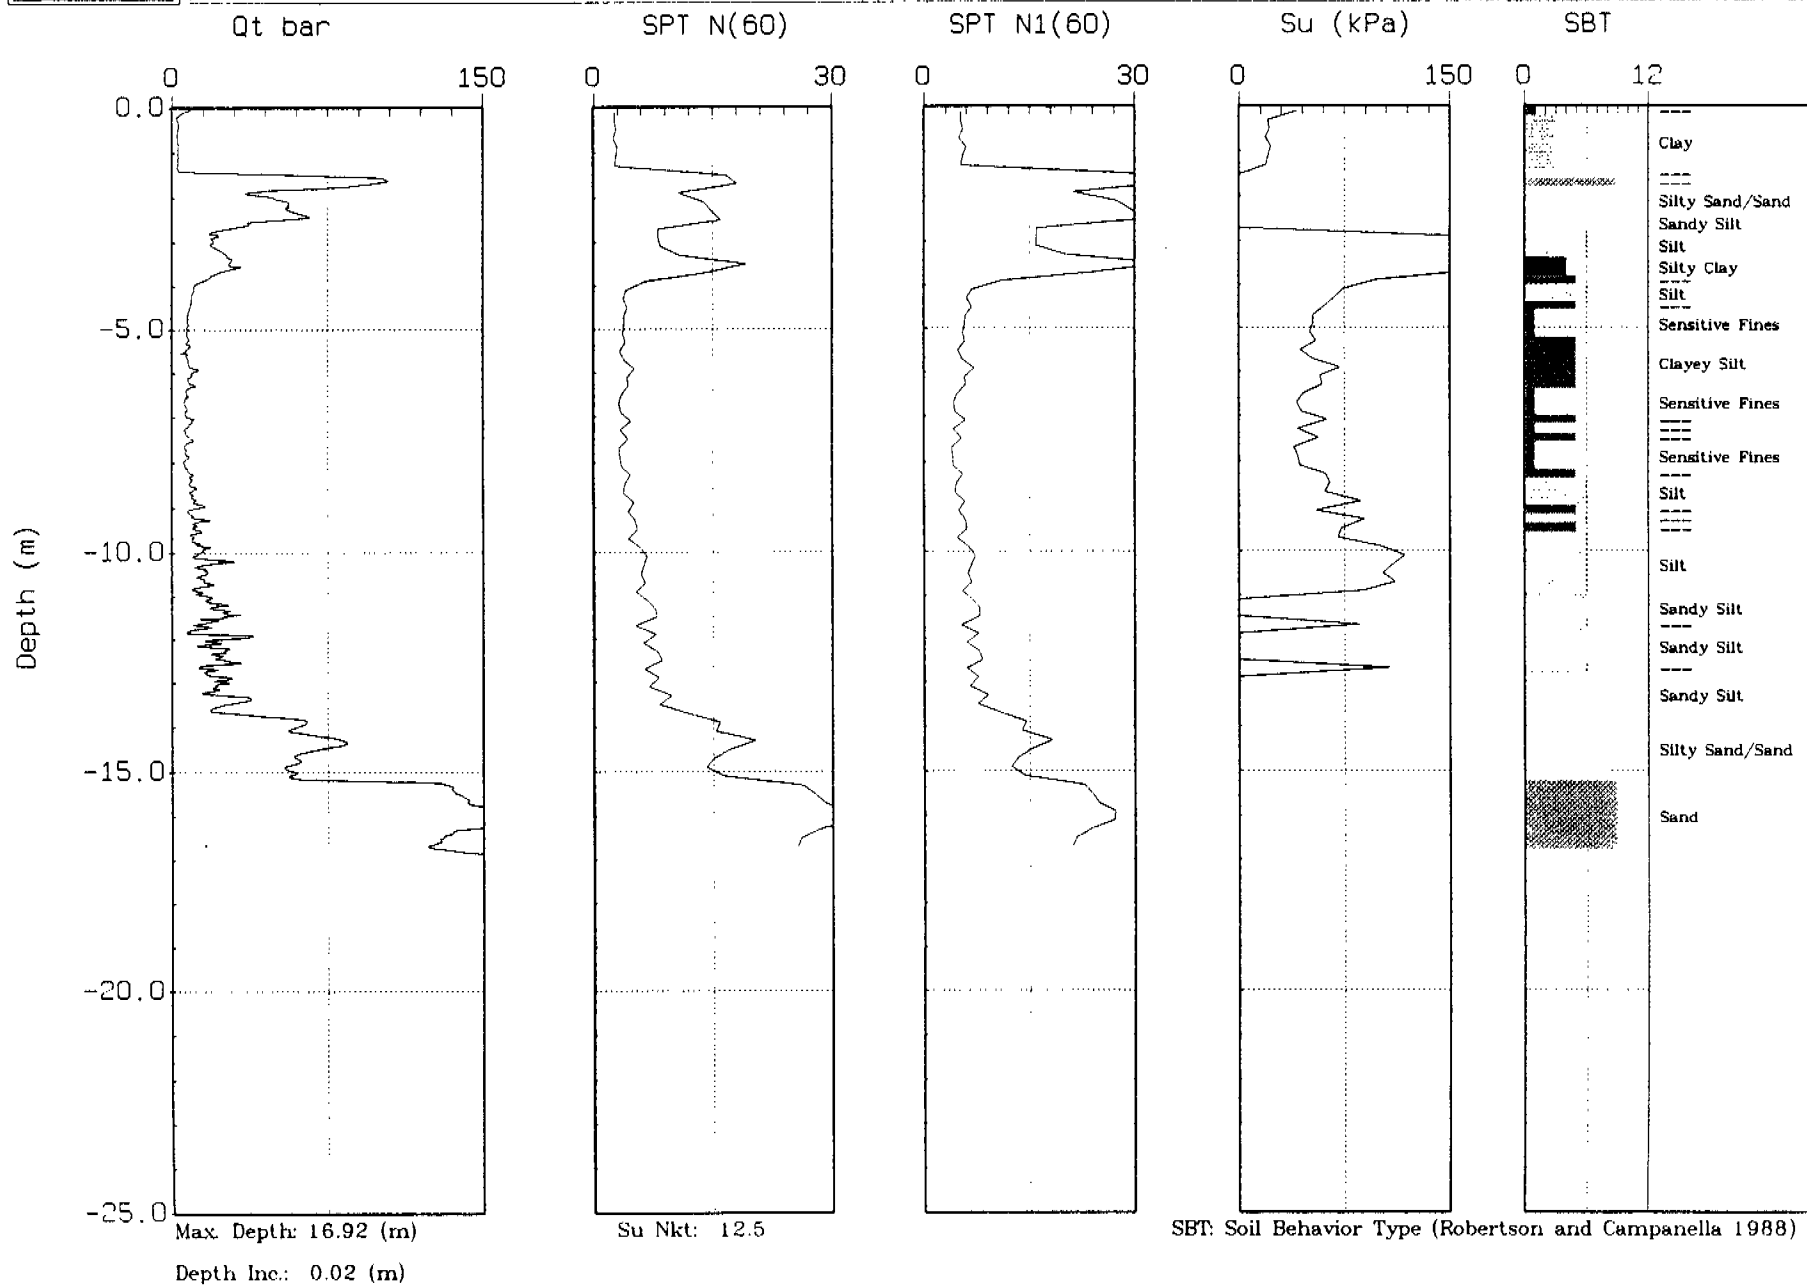 Qt bar SPT N(60) SPT N1(60) Su (kPa) SBT
0 150 0 30 0 30 0 150 0 12
0.0
---
Clay
---
---
Silty Sand/Sand
Sandy Silt
Silt
Silty Clay
---
Silt
---
-5.0
Sensitive Fines
Clayey Silt
Sensitive Fines
---
---
---
Sensitive Fines
---
Silt
---
---
---
-10.0
Depth (m)
Silt
Sandy Silt
---
Sandy Silt
---
Sandy Silt
Silty Sand/Sand
-15.0
Sand
-20.0
-25.0
Max. Depth: 16.92 (m) Su Nkt: 12.5 SBT: Soil Behavior Type (Robertson and Campanella 1988)
Depth Inc.: 0.02 (m)